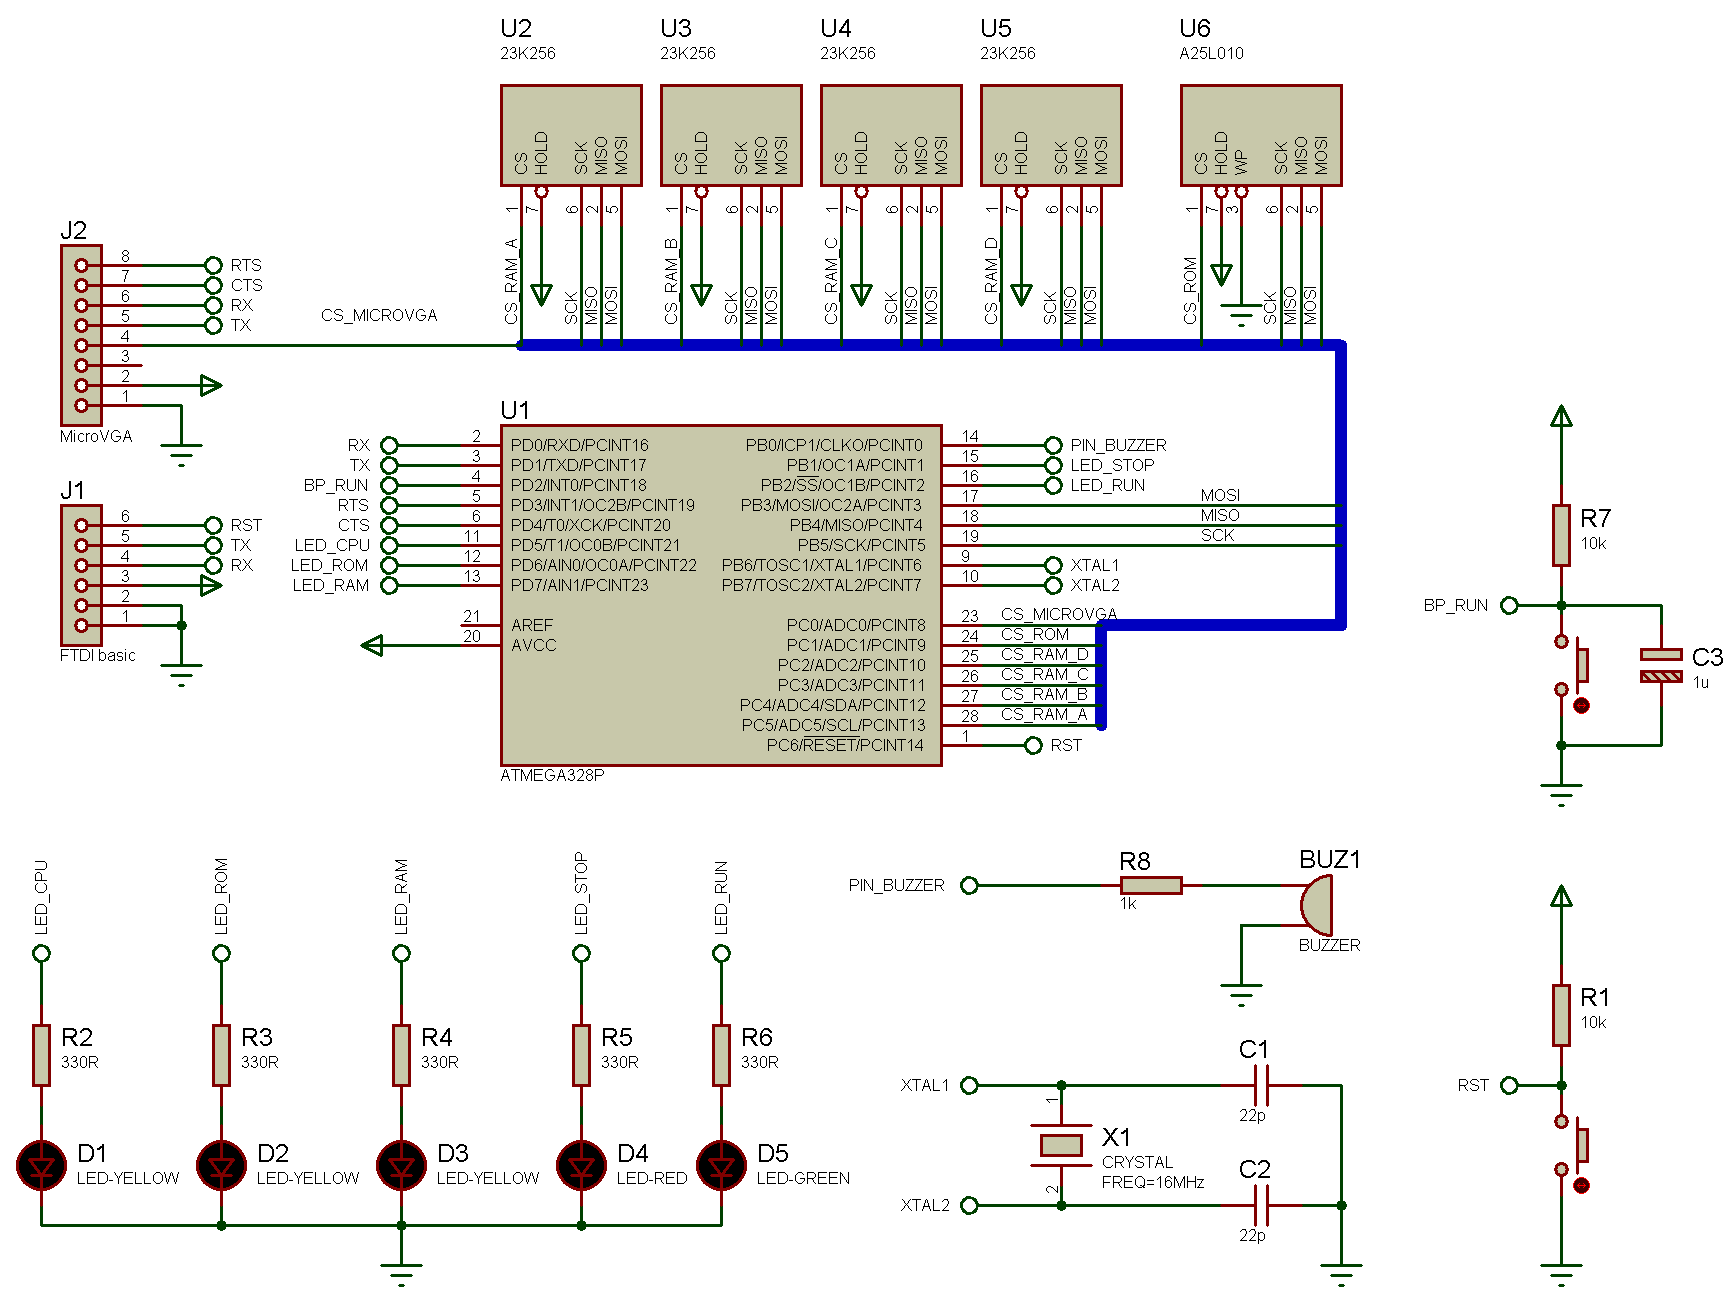 U2
23K256
U3
23K256
U4
23K256
U5
23K256
U6
A25L010
CS HOLD SCK MISO MOSI
CS HOLD SCK MISO MOSI
CS HOLD SCK MISO MOSI
CS HOLD SCK MISO MOSI
CS HOLD WP SCK MISO MOSI
1 7 6 2 5
1 7 6 2 5
1 7 6 2 5
1 7 6 2 5
1 7 3 6 2 5
CS_RAM_A SCK MISO MOSI
CS_RAM_B SCK MISO MOSI
CS_RAM_C SCK MISO MOSI
CS_RAM_D SCK MISO MOSI
CS_ROM SCK MISO MOSI
J2
8 RTS
7 CTS
6 RX
5 TX
4 CS_MICROVGA
3
2
1
MicroVGA
J1
6 RST
5 TX
4 RX
3
2
1
FTDI basic
U1
RX 2 PD0/RXD/PCINT16
TX 3 PD1/TXD/PCINT17
BP_RUN 4 PD2/INT0/PCINT18
RTS 5 PD3/INT1/OC2B/PCINT19
CTS 6 PD4/T0/XCK/PCINT20
LED_CPU 11 PD5/T1/OC0B/PCINT21
LED_ROM 12 PD6/AIN0/OC0A/PCINT22
LED_RAM 13 PD7/AIN1/PCINT23
21 AREF
20 AVCC
PB0/ICP1/CLKO/PCINT0 14 PIN_BUZZER
PB1/OC1A/PCINT1 15 LED_STOP
PB2/SS/OC1B/PCINT2 16 LED_RUN
PB3/MOSI/OC2A/PCINT3 17 MOSI
PB4/MISO/PCINT4 18 MISO
PB5/SCK/PCINT5 19 SCK
PB6/TOSC1/XTAL1/PCINT6 9 XTAL1
PB7/TOSC2/XTAL2/PCINT7 10 XTAL2
PC0/ADC0/PCINT8 23 CS_MICROVGA
PC1/ADC1/PCINT9 24 CS_ROM
PC2/ADC2/PCINT10 25 CS_RAM_D
PC3/ADC3/PCINT11 26 CS_RAM_C
PC4/ADC4/SDA/PCINT12 27 CS_RAM_B
PC5/ADC5/SCL/PCINT13 28 CS_RAM_A
PC6/RESET/PCINT14 1 RST
ATMEGA328P
R7
10k
BP_RUN
C3
1u
LED_CPU
LED_ROM
LED_RAM
LED_STOP
LED_RUN
R2
330R
R3
330R
R4
330R
R5
330R
R6
330R
D1
LED-YELLOW
D2
LED-YELLOW
D3
LED-YELLOW
D4
LED-RED
D5
LED-GREEN
PIN_BUZZER
R8
1k
BUZ1
BUZZER
XTAL1
C1
22p
1
X1
CRYSTAL
FREQ=16MHz
2
XTAL2
C2
22p
R1
10k
RST